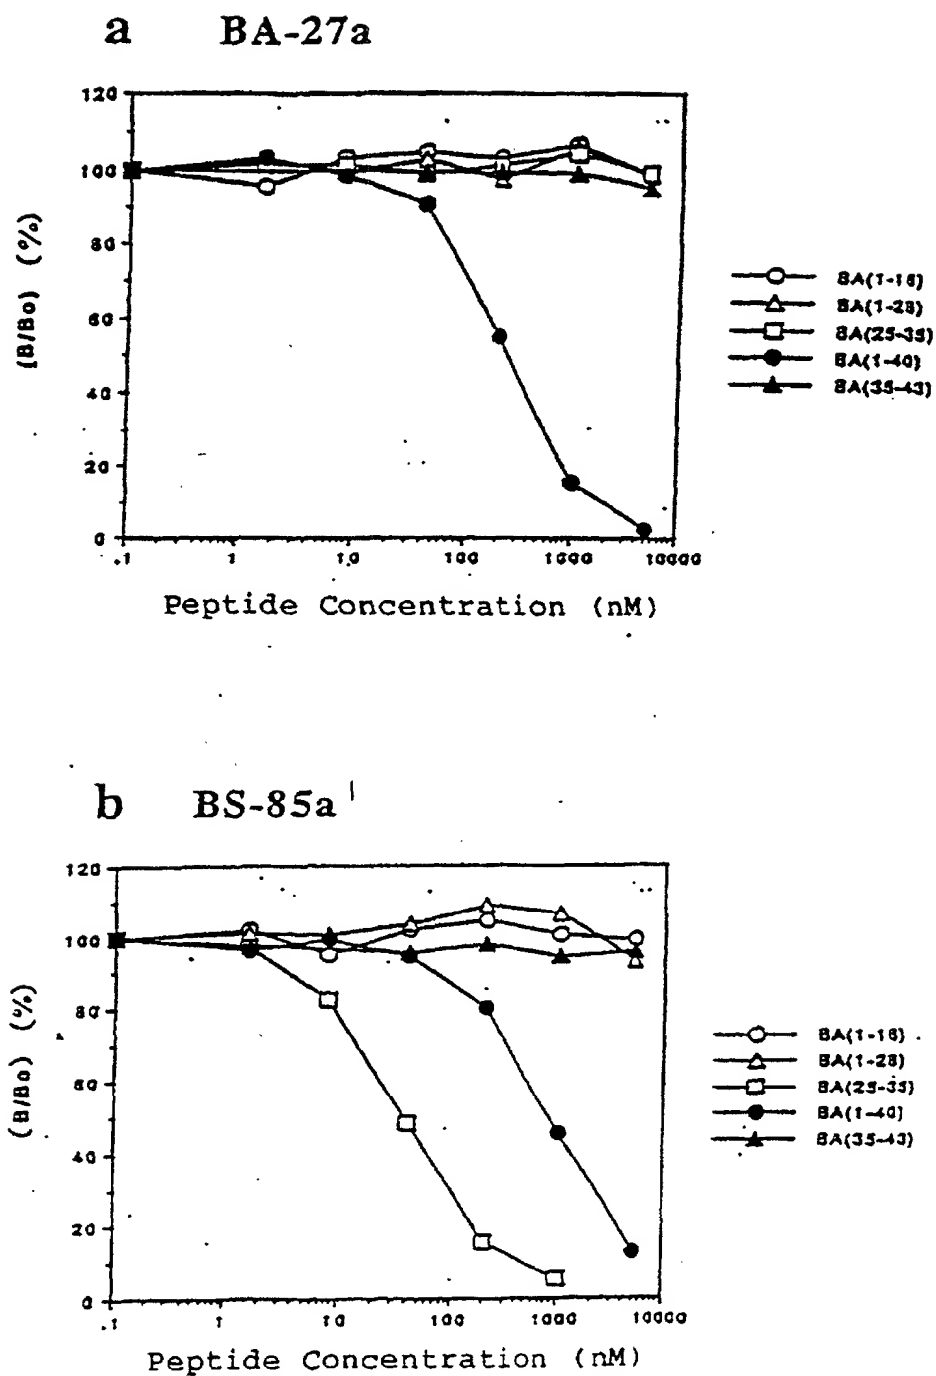 a BA-27a
120
100
80
60
40
20
0
(B/Bo) (%)
.1 1 10 100 1000 10000
Peptide Concentration (nM)
BA(1-16)
BA(1-28)
BA(25-35)
BA(1-40)
BA(35-43)
b BS-85a
120
100
80
60
40
20
0
(B/Bo) (%)
.1 1 10 100 1000 10000
Peptide Concentration (nM)
BA(1-16)
BA(1-28)
BA(25-35)
BA(1-40)
BA(35-43)